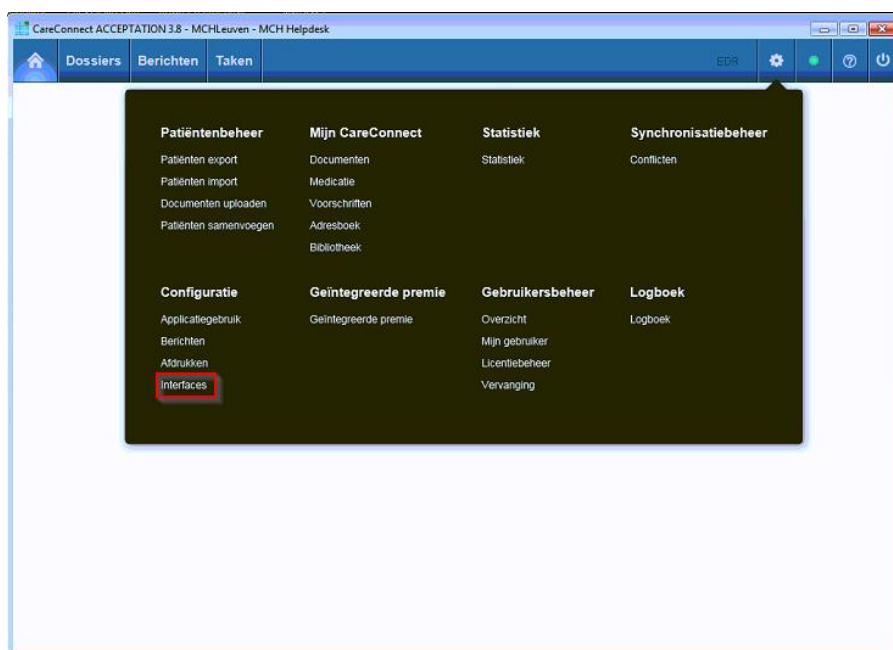 CareConnect ACCEPTATION 3.8 - MCHLeuven - MCH Helpdesk
Dossiers Berichten Taken EDR
Patiëntenbeheer
Patiënten export
Patiënten import
Documenten uploaden
Patiënten samenvoegen
Mijn CareConnect
Documenten
Medicatie
Voorschriften
Adresboek
Bibliotheek
Statistiek
Statistiek
Synchronisatiebeheer
Conflicten
Configuratie
Applicatiegebruik
Berichten
Afdrukken
Interfaces
Geïntegreerde premie
Geïntegreerde premie
Gebruikersbeheer
Overzicht
Mijn gebruiker
Licentiebeheer
Vervanging
Logboek
Logboek